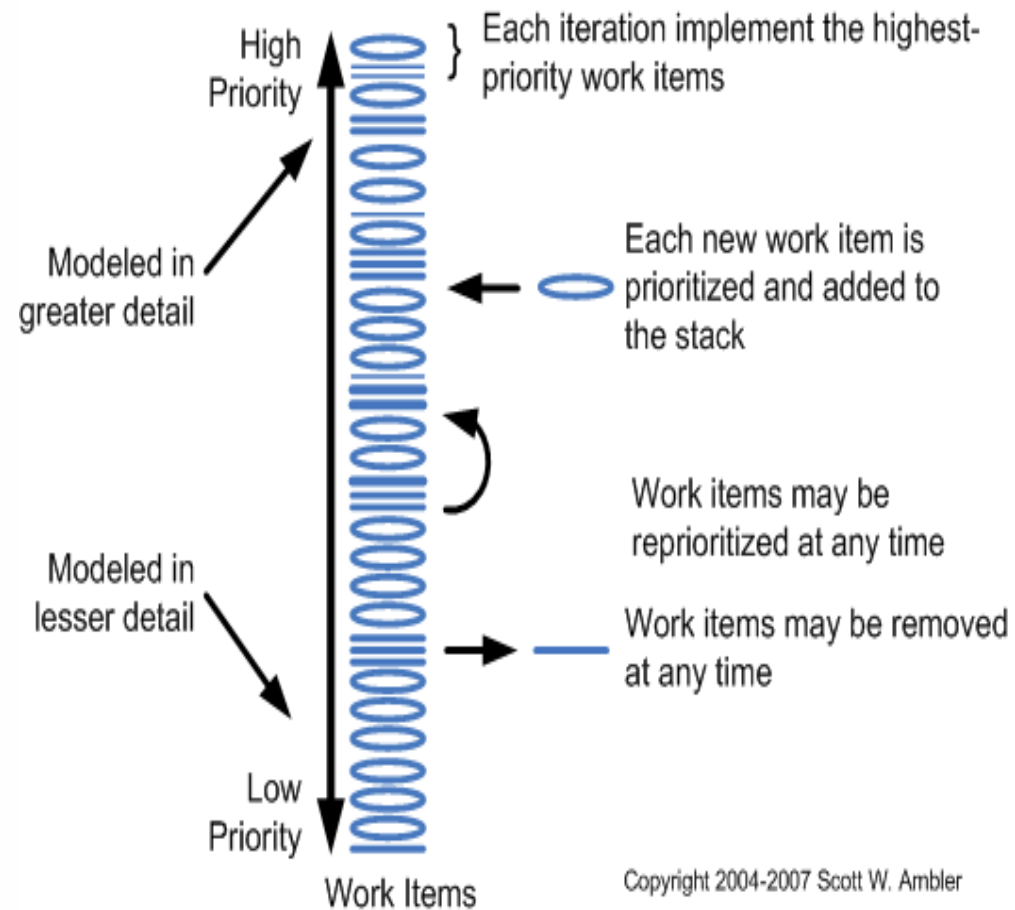 High
Priority
Each iteration implement the highest-
priority work items
Modeled in
greater detail
Each new work item is
prioritized and added to
the stack
Work items may be
reprioritized at any time
Modeled in
lesser detail
Work items may be removed
at any time
Low
Priority
Work Items
Copyright 2004-2007 Scott W. Ambler